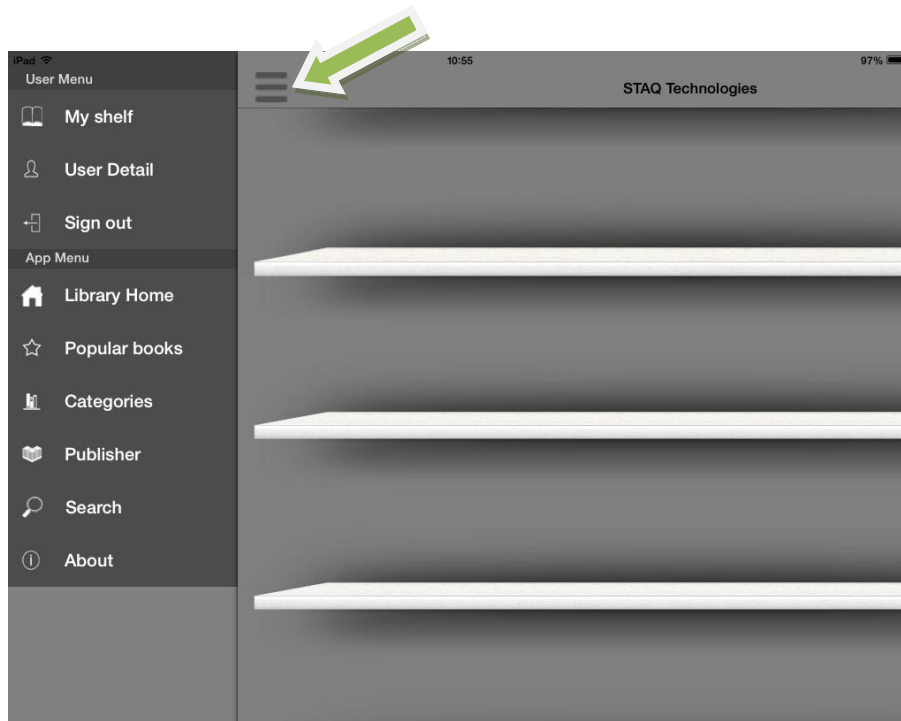 iPad 10:55 97%
User Menu
STAQ Technologies
My shelf
User Detail
Sign out
App Menu
Library Home
Popular books
Categories
Publisher
Search
About